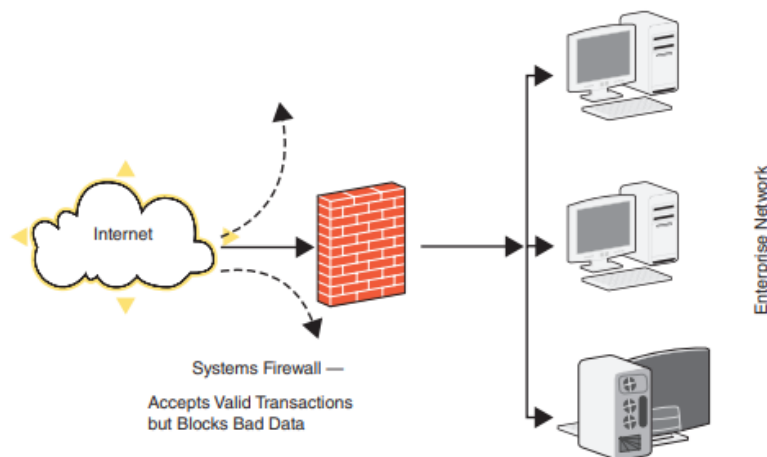 Internet
Systems Firewall —
Accepts Valid Transactions
but Blocks Bad Data
Enterprise Network